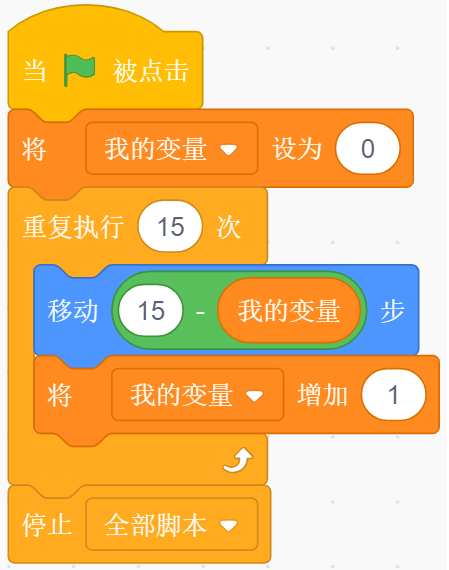 当 被点击
将 我的变量 设为 0
重复执行 15 次
移动 15 - 我的变量 步
将 我的变量 增加 1
停止 全部脚本